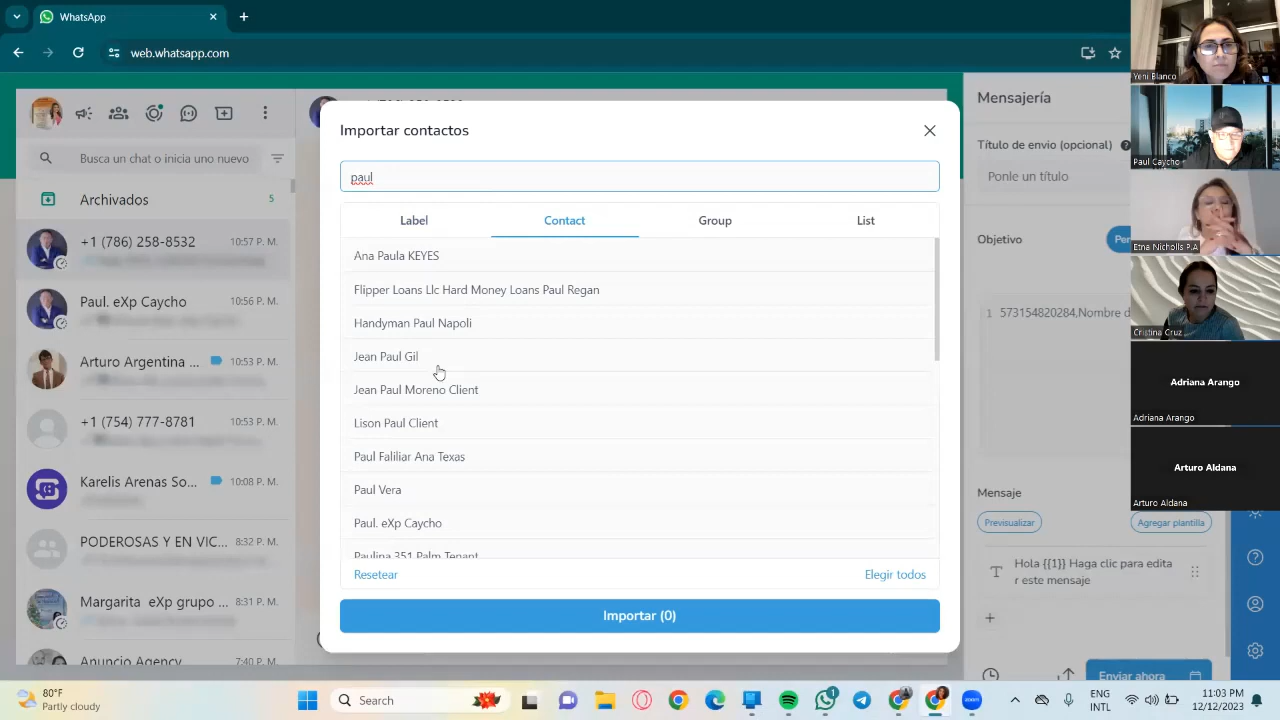 WhatsApp
web.whatsapp.com
Busca un chat o inicia uno nuevo
Archivados
5
+1 (786) 258-8532
10:57 P. M.
Paul. eXp Caycho
10:56 P. M.
Arturo Argentina ...
10:53 P. M.
+1 (754) 777-8781
10:53 P. M.
Karelis Arenas So...
10:08 P. M.
PODEROSAS Y EN VIC...
8:32 P. M.
Margarita eXp grupo ...
8:31 P. M.
Anuncio Agency
7:40 P. M.
Importar contactos
paul
Label
Contact
Group
List
Ana Paula KEYES
Flipper Loans Llc Hard Money Loans Paul Regan
Handyman Paul Napoli
Jean Paul Gil
Jean Paul Moreno Client
Lison Paul Client
Paul Faliliar Ana Texas
Paul Vera
Paul. eXp Caycho
Paulina 351 Palm Tenant
Resetear
Elegir todos
Importar (0)
Mensajería
Título de envío (opcional)
Ponle un título
Objetivo
Per
1 573154820284,Nombre d
Mensaje
Previsualizar
Agregar plantilla
Hola {{1}} Haga clic para edita
r este mensaje
Enviar ahora
Yeni Blanco
Paul Caycho
Etna Nicholls P.A
Cristina Cruz
Adriana Arango
Adriana Arango
Arturo Aldana
Arturo Aldana
80°F
Partly cloudy
Search
1
ENG
INTL
11:03 PM
12/12/2023